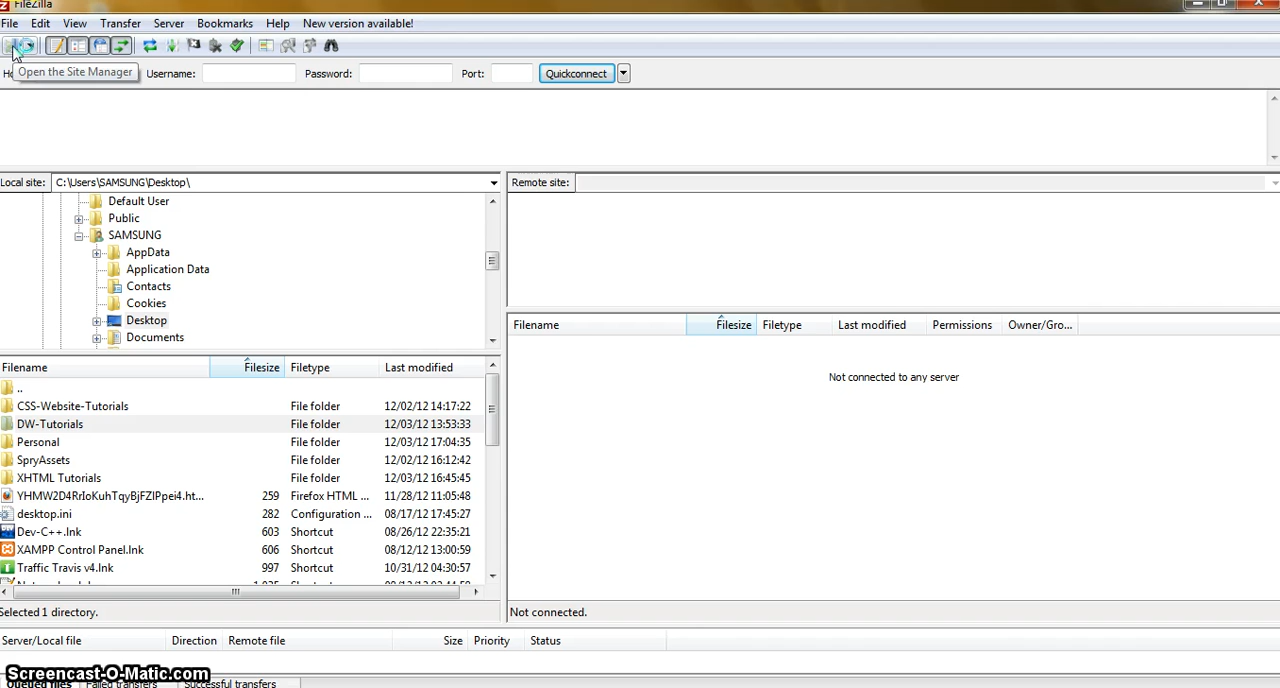 FileZilla
File Edit View Transfer Server Bookmarks Help New version available!
Open the Site Manager
Username: Password: Port: Quickconnect
Local site: C:\Users\SAMSUNG\Desktop\ Remote site:
Default User
Public
SAMSUNG
AppData
Application Data
Contacts
Cookies
Desktop
Documents
Filename Filesize Filetype Last modified Permissions Owner/Gro...
Not connected to any server
Filename Filesize Filetype Last modified
..
CSS-Website-Tutorials File folder 12/02/12 14:17:22
DW-Tutorials File folder 12/03/12 13:53:33
Personal File folder 12/03/12 17:04:35
SpryAssets File folder 12/02/12 16:12:42
XHTML Tutorials File folder 12/03/12 16:45:45
YHMW2D4RrIoKuhTqyBjFZIPpei4.ht... 259 Firefox HTML ... 11/28/12 11:05:48
desktop.ini 282 Configuration ... 08/17/12 17:45:27
Dev-C++.lnk 603 Shortcut 08/26/12 22:35:21
XAMPP Control Panel.lnk 606 Shortcut 08/12/12 13:00:59
Traffic Travis v4.lnk 997 Shortcut 10/31/12 04:30:57
Selected 1 directory. Not connected.
Server/Local file Direction Remote file Size Priority Status
Screencast-O-Matic.com
Queued files Failed transfers Successful transfers